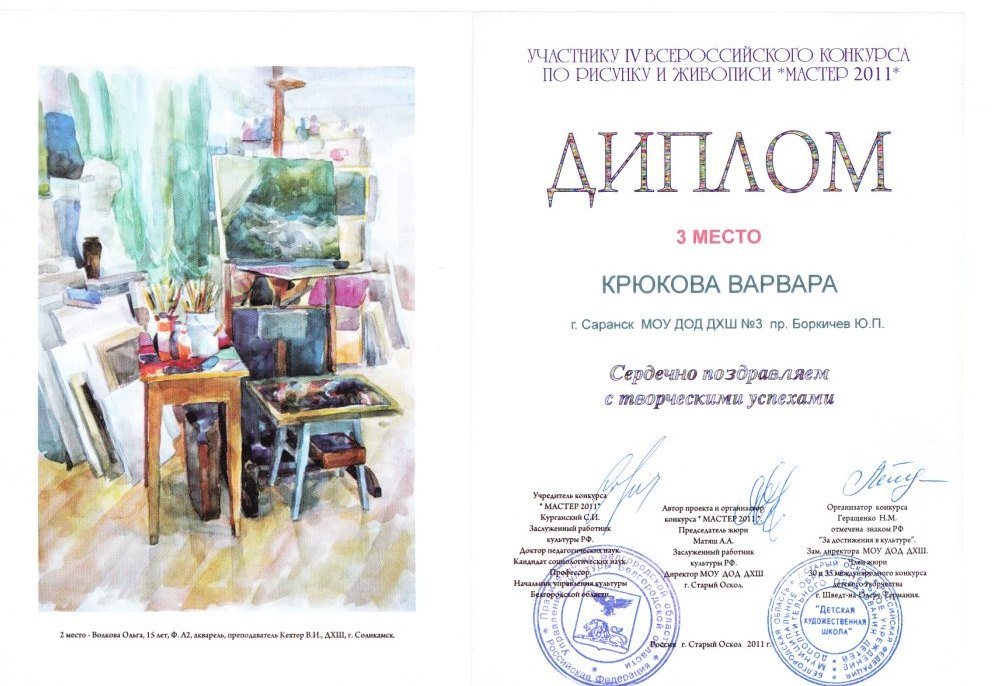 УЧАСТНИКУ IV ВСЕРОССИЙСКОГО КОНКУРСА
ПО РИСУНКУ И ЖИВОПИСИ *МАСТЕР 2011*
ДИПЛОМ
3 МЕСТО
КРЮКОВА ВАРВАРА
г. Саранск МОУ ДОД ДХШ №3 пр. Боркичев Ю.П.
Сердечно поздравляем
с творческими успехами
Учредитель конкурса
" МАСТЕР 2011"
Курганский С.И.
Заслуженный работник
культуры РФ.
Доктор педагогических наук
Кандидат социологических наук
Профессор
Начальник управления культуры
Белгородской области
Автор проекта и организатор
конкурса " МАСТЕР 2011"
Председатель жюри
Матяш А.А.
Заслуженный работник
культуры РФ.
Директор МОУ ДОД ДХШ
г. Старый Оскол
Организатор конкурса
Геращенко Н.М.
отмечена знаком РФ
"За достижения в культуре".
Зам. директора МОУ ДОД ДХШ.
Член жюри
30 и 35 международного конкурса
детского творчества
г. Шведт-на-Одере, Германия.
"ДЕТСКАЯ
ХУДОЖЕСТВЕННАЯ
ШКОЛА"
Россия г. Старый Оскол 2011 г.
Российская Федерация
2 место - Волкова Ольга, 15 лет, Ф. А2, акварель, преподаватель Кехтер В.И., ДХШ, г. Соликамск.